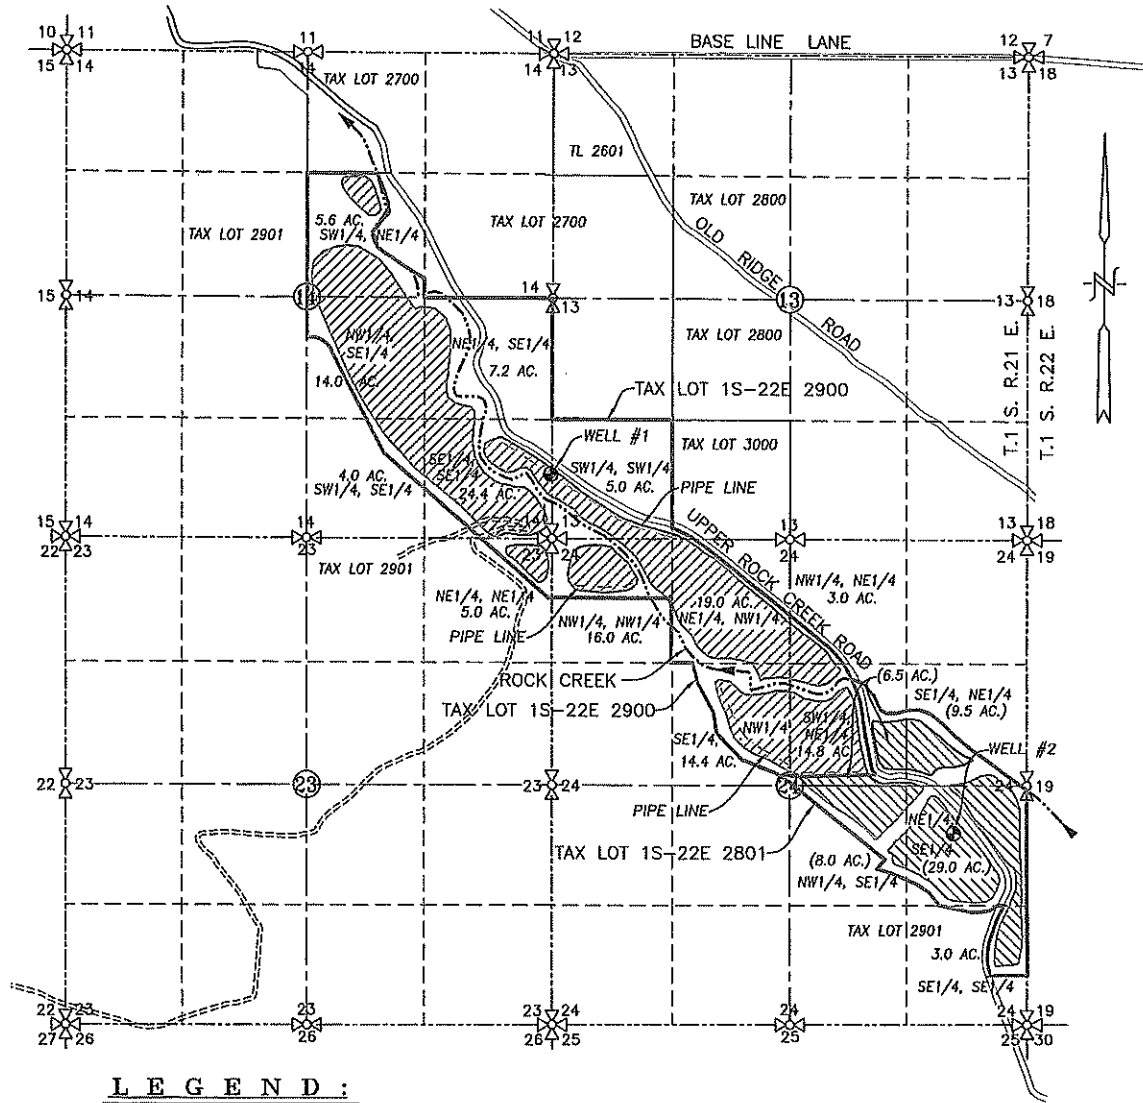 10 11
15 14
11
14
11 12
14 13
BASE LINE LANE
12 7
13 18
TAX LOT 2700
TL 2601
TAX LOT 2800
TAX LOT 2901
5.6 AC.
SW1/4, NE1/4
TAX LOT 2700
OLD RIDGE ROAD
15 14
14
14
13
13
13 18
T.1 S. R.21 E.
T.1 S. R.22 E.
N
NW1/4,
SE1/4
14.0 AC.
NE1/4, SE1/4
7.2 AC.
TAX LOT 2800
TAX LOT 1S-22E 2900
WELL #1
TAX LOT 3000
4.0 AC.
SW1/4, SE1/4
SE1/4,
SE1/4
24.4 AC.
SW1/4, SW1/4
5.0 AC.
PIPE LINE
15 14
22 23
14
23
14 13
23 24
13
24
13 18
24 19
UPPER ROCK CREEK ROAD
TAX LOT 2901
NE1/4, NE1/4
5.0 AC.
PIPE LINE
NW1/4, NW1/4
16.0 AC.
19.0 AC.
NE1/4, NW1/4
NW1/4, NE1/4
3.0 AC.
ROCK CREEK
TAX LOT 1S-22E 2900
(6.5 AC.)
SE1/4, NE1/4
(9.5 AC.)
SE1/4, NW1/4
14.4 AC.
SW1/4,
NE1/4
14.8 AC
WELL #2
22 23
23
23 24
24
24 19
PIPE LINE
TAX LOT 1S-22E 2801
(8.0 AC.)
NW1/4, SE1/4
NE1/4,
SE1/4
(29.0 AC.)
TAX LOT 2901
3.0 AC.
SE1/4, SE1/4
22 23
27 26
23
26
23 24
26 25
24
25
24 19
25 30
LEGEND: